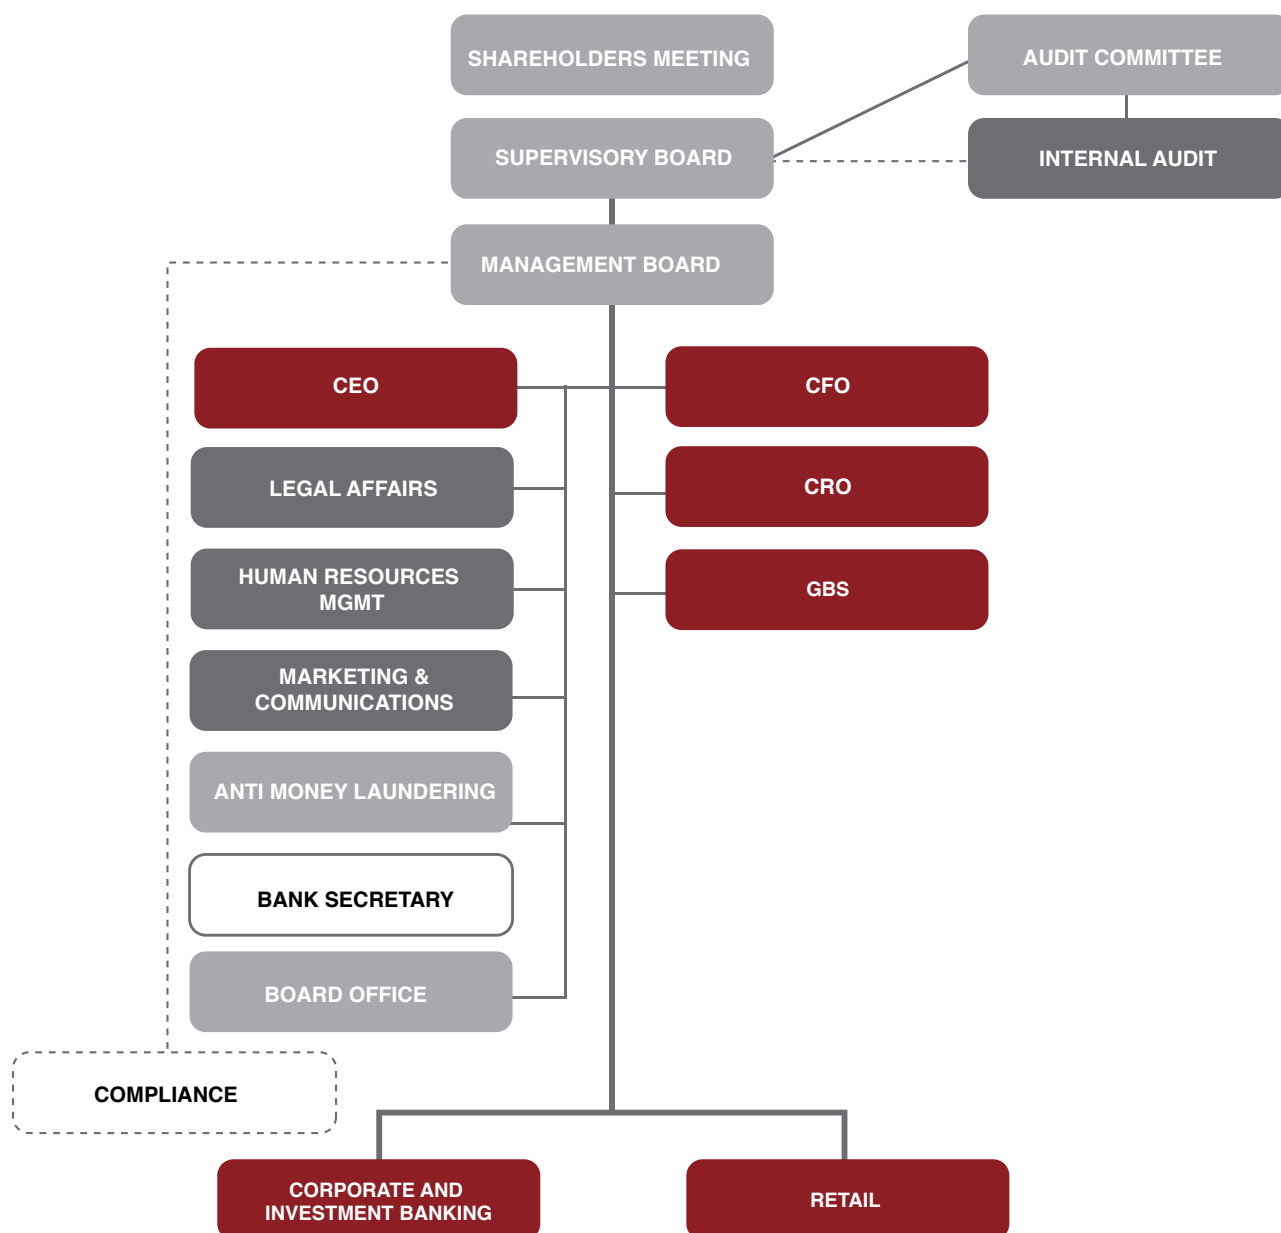 SHAREHOLDERS MEETING
AUDIT COMMITTEE
SUPERVISORY BOARD
INTERNAL AUDIT
MANAGEMENT BOARD
CEO
CFO
LEGAL AFFAIRS
CRO
HUMAN RESOURCES
MGMT
GBS
MARKETING &
COMMUNICATIONS
ANTI MONEY LAUNDERING
BANK SECRETARY
BOARD OFFICE
COMPLIANCE
CORPORATE AND
INVESTMENT BANKING
RETAIL